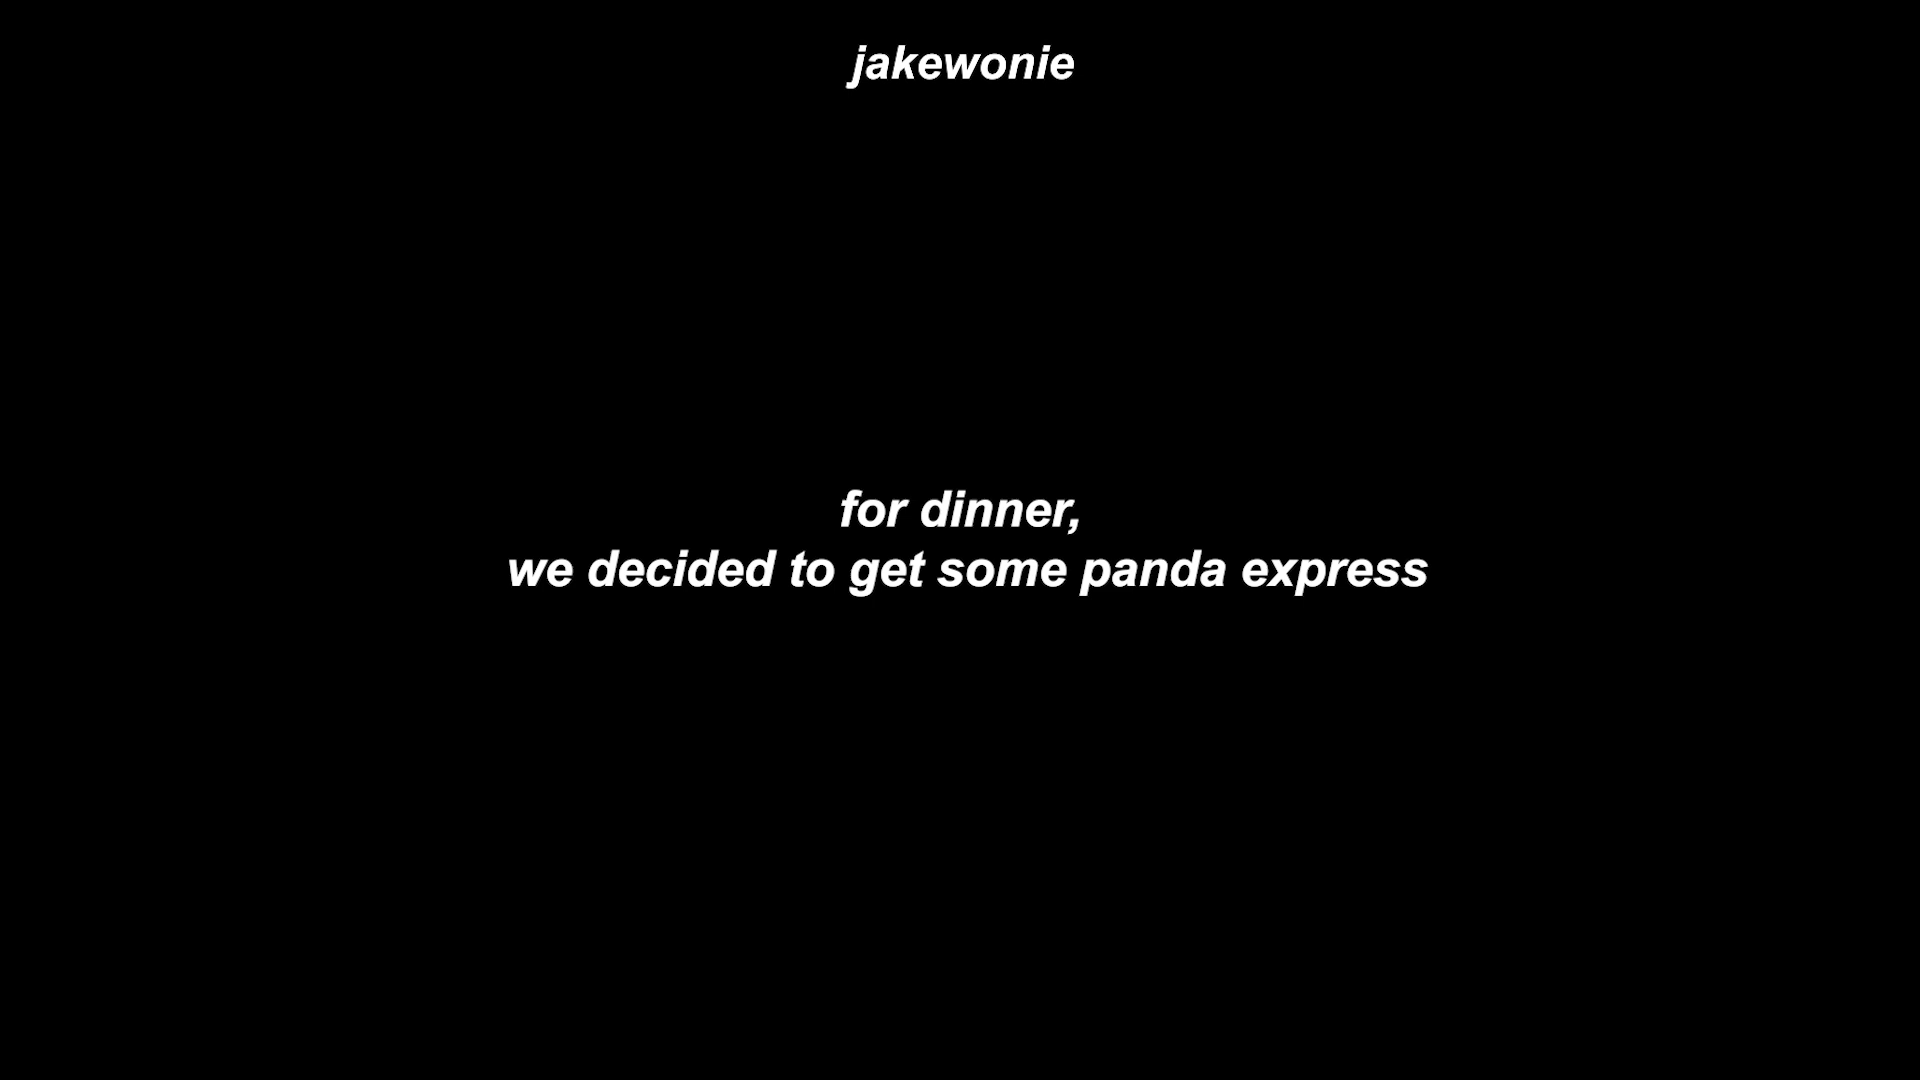 jakewonie
for dinner,
we decided to get some panda express